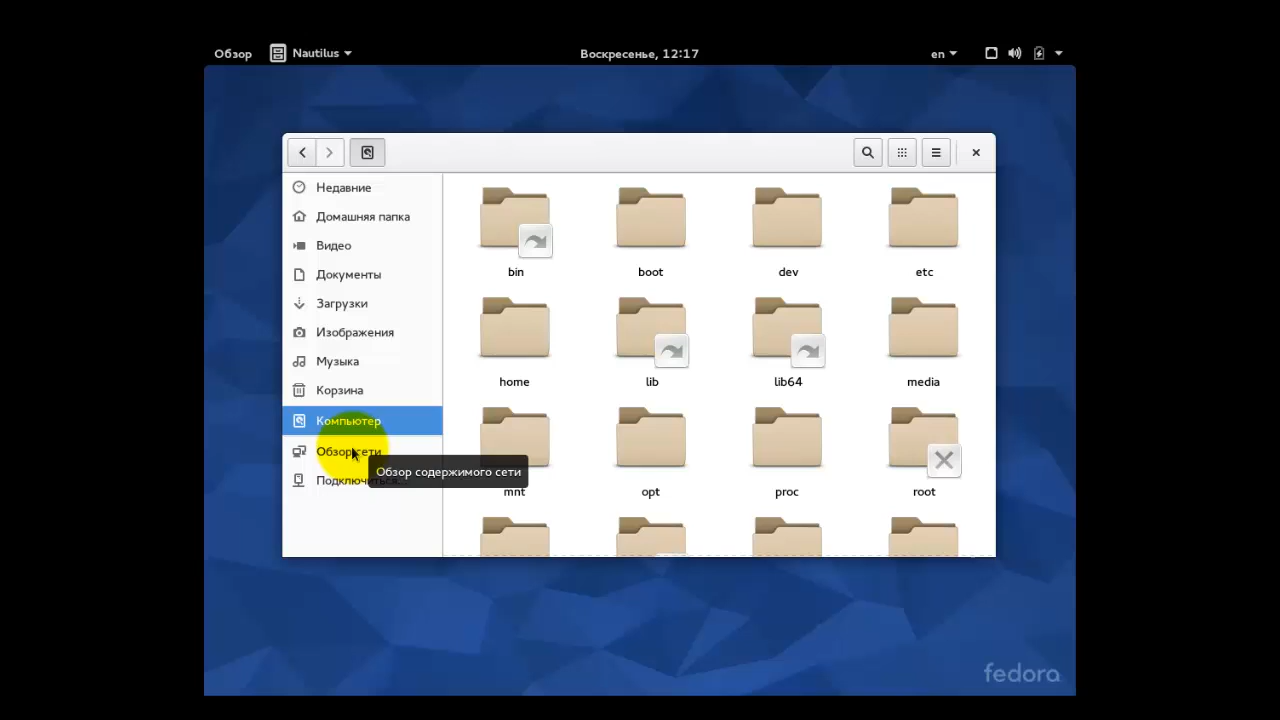 Обзор
Nautilus
Воскресенье, 12:17
en
Недавние
Домашняя папка
Видео
Документы
Загрузки
Изображения
Музыка
Корзина
Компьютер
Обзор сети
Подключиться...
Обзор содержимого сети
bin
boot
dev
etc
home
lib
lib64
media
mnt
opt
proc
root
fedora